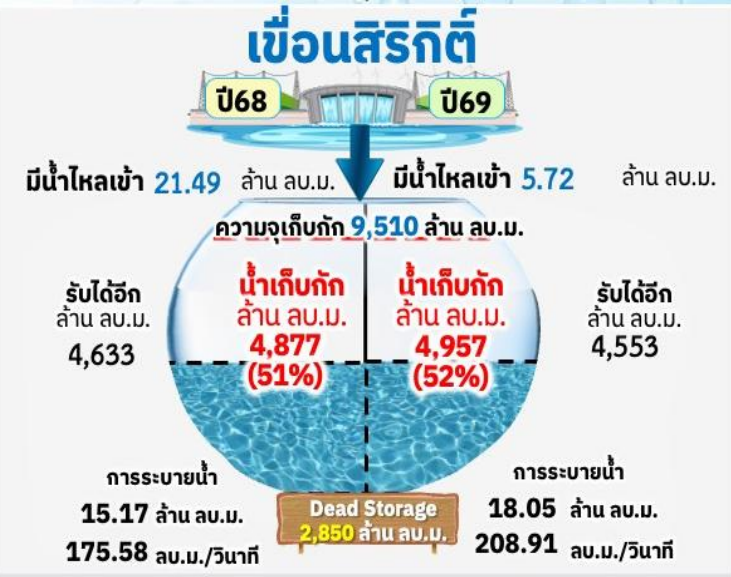 เขื่อนสิริกิติ์
ปี68
ปี69
มีน้ำไหลเข้า 21.49 ล้าน ลบ.ม.
มีน้ำไหลเข้า 5.72 ล้าน ลบ.ม.
ความจุเก็บกัก 9,510 ล้าน ลบ.ม.
รับได้อีก
ล้าน ลบ.ม.
4,633
น้ำเก็บกัก
ล้าน ลบ.ม.
4,877
(51%)
น้ำเก็บกัก
ล้าน ลบ.ม.
4,957
(52%)
รับได้อีก
ล้าน ลบ.ม.
4,553
การระบายน้ำ
15.17 ล้าน ลบ.ม.
175.58 ลบ.ม./วินาที
Dead Storage
2,850 ล้าน ลบ.ม.
การระบายน้ำ
18.05 ล้าน ลบ.ม.
208.91 ลบ.ม./วินาที